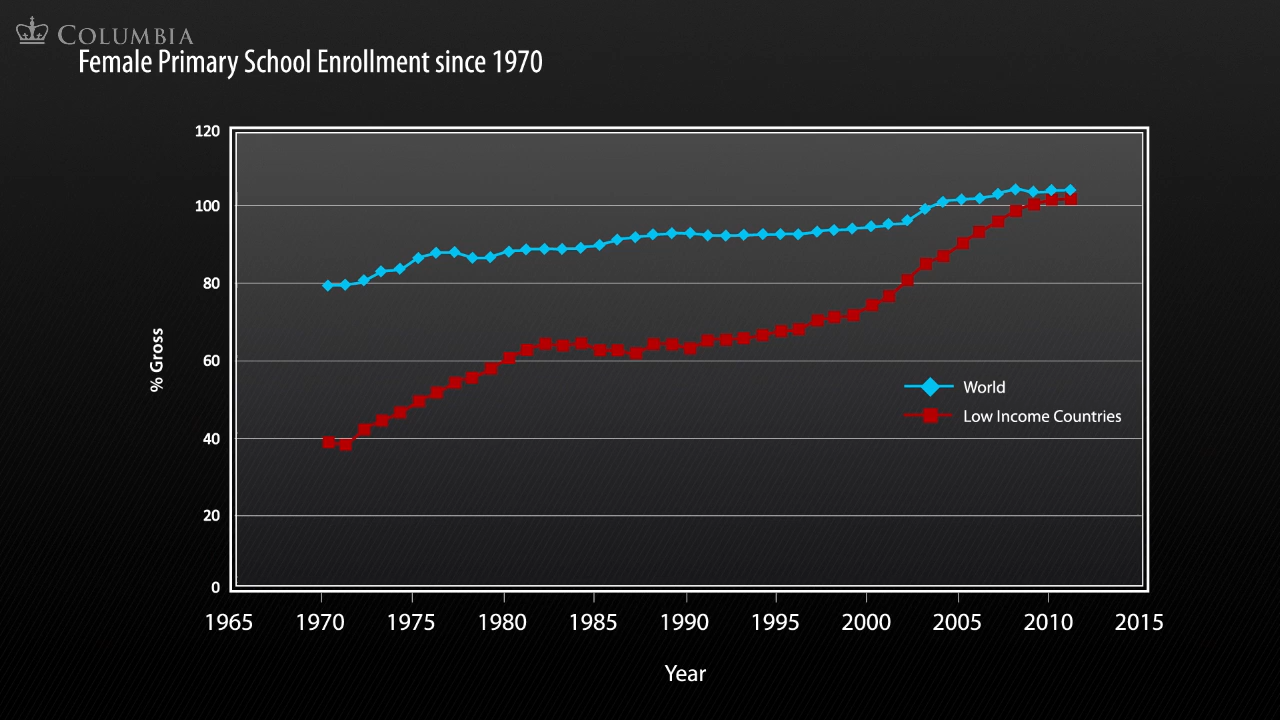 COLUMBIA
Female Primary School Enrollment since 1970
120
100
80
60
40
20
0
% Gross
World
Low Income Countries
1965 1970 1975 1980 1985 1990 1995 2000 2005 2010 2015
Year